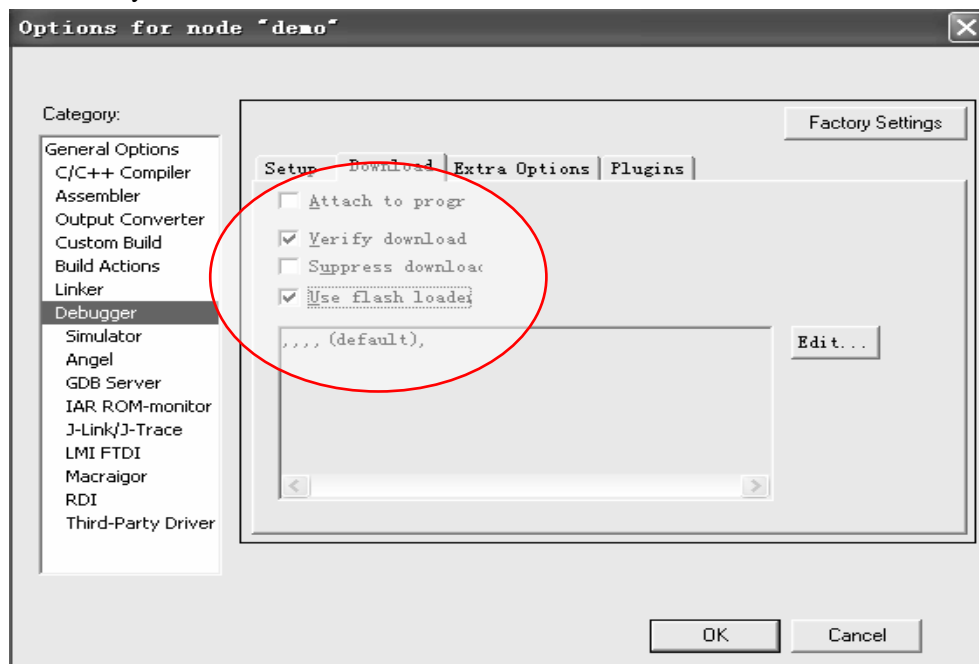 Options for node "demo"
Category:
Factory Settings
General Options
C/C++ Compiler
Assembler
Output Converter
Custom Build
Build Actions
Linker
Debugger
Simulator
Angel
GDB Server
IAR ROM-monitor
J-Link/J-Trace
LMI FTDI
Macraigor
RDI
Third-Party Driver
Setup Download Extra Options Plugins
Attach to progr
Verify download
Suppress downloac
Use flash loader
,,,, (default),
Edit...
OK Cancel